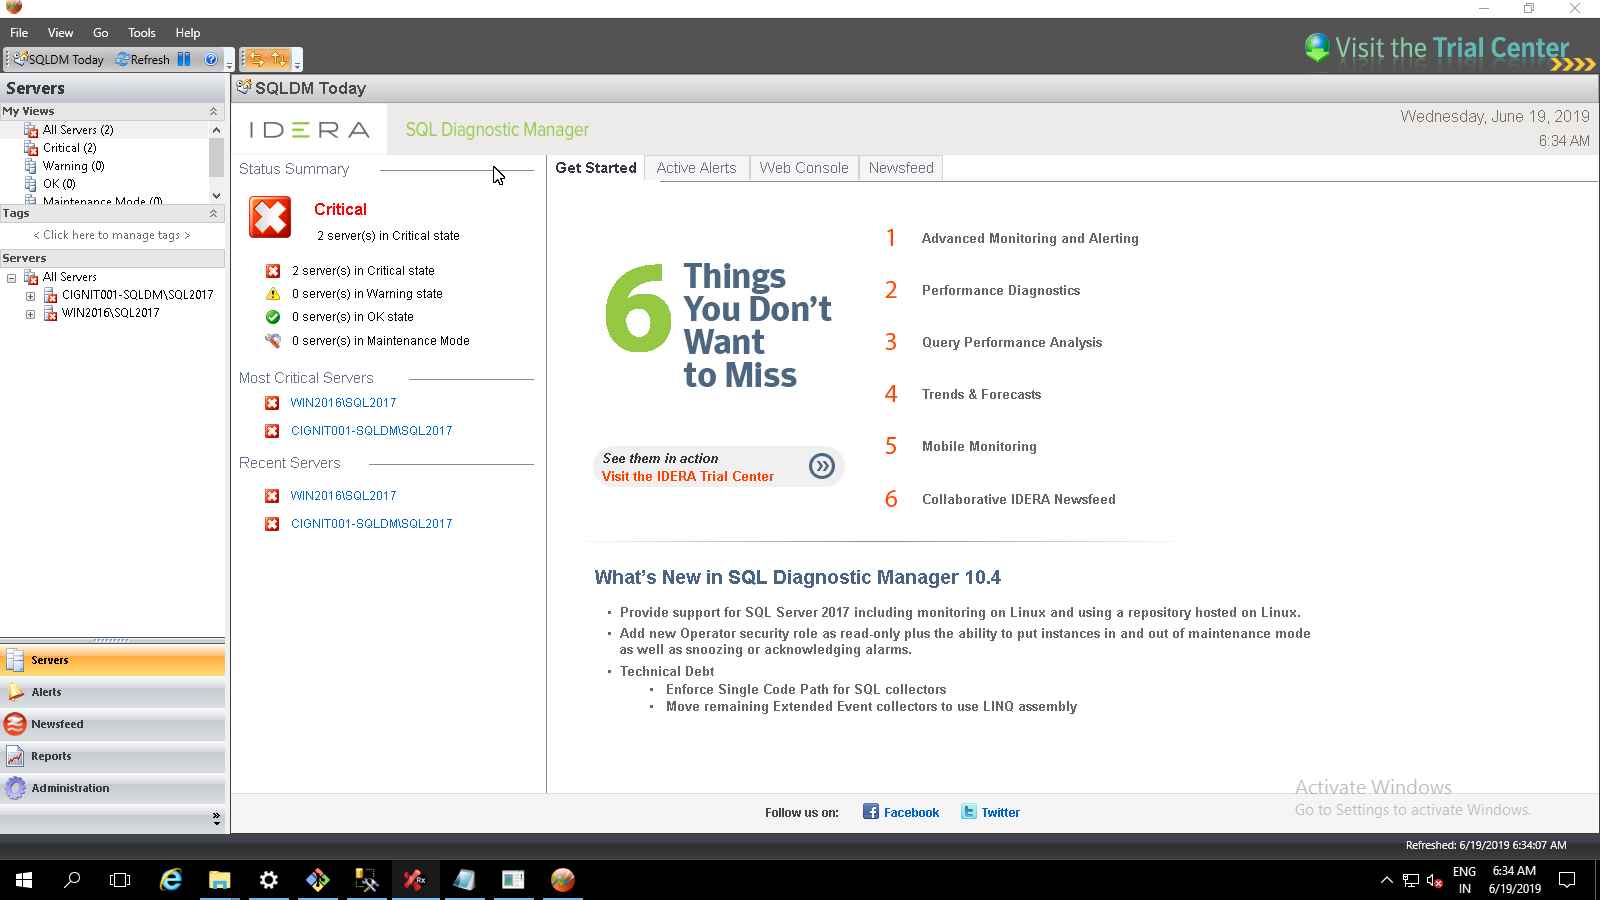 File View Go Tools Help
SQLDM Today Refresh
Visit the Trial Center
Servers
My Views
All Servers (2)
Critical (2)
Warning (0)
OK (0)
Maintenance Mode (0)
Tags
< Click here to manage tags >
Servers
All Servers
CIGNIT001-SQLDM\SQL2017
WIN2016\SQL2017
Servers
Alerts
Newsfeed
Reports
Administration
SQLDM Today
IDERA
SQL Diagnostic Manager
Wednesday, June 19, 2019
6:34 AM
Status Summary
Critical
2 server(s) in Critical state
2 server(s) in Critical state
0 server(s) in Warning state
0 server(s) in OK state
0 server(s) in Maintenance Mode
Most Critical Servers
WIN2016\SQL2017
CIGNIT001-SQLDM\SQL2017
Recent Servers
WIN2016\SQL2017
CIGNIT001-SQLDM\SQL2017
Get Started Active Alerts Web Console Newsfeed
6 Things
You Don't
Want
to Miss
See them in action
Visit the IDERA Trial Center
1 Advanced Monitoring and Alerting
2 Performance Diagnostics
3 Query Performance Analysis
4 Trends & Forecasts
5 Mobile Monitoring
6 Collaborative IDERA Newsfeed
What's New in SQL Diagnostic Manager 10.4
• Provide support for SQL Server 2017 including monitoring on Linux and using a repository hosted on Linux.
• Add new Operator security role as read-only plus the ability to put instances in and out of maintenance mode
as well as snoozing or acknowledging alarms.
• Technical Debt
• Enforce Single Code Path for SQL collectors
• Move remaining Extended Event collectors to use LINQ assembly
Activate Windows
Go to Settings to activate Windows.
Follow us on: Facebook Twitter
Refreshed: 6/19/2019 6:34:07 AM
Rx
ENG
IN
6:34 AM
6/19/2019